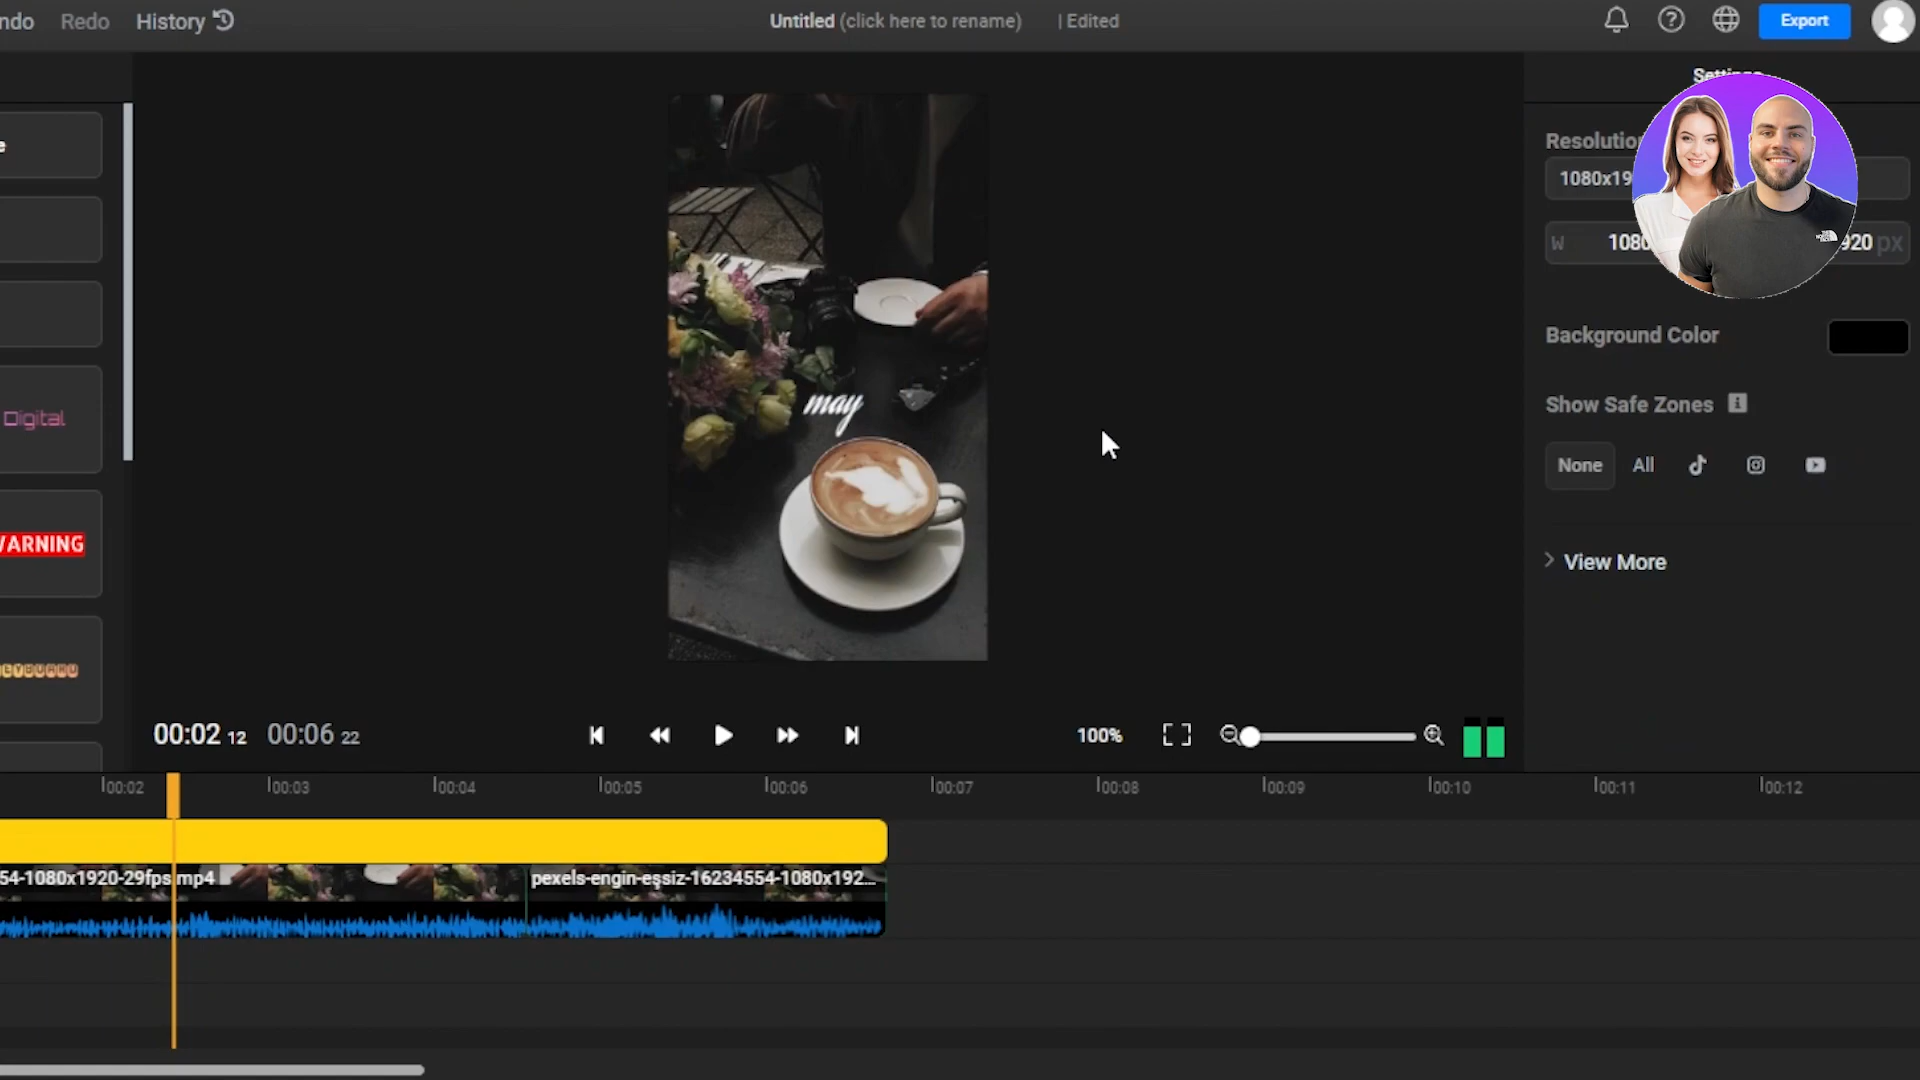 ndo Redo History Untitled (click here to rename) | Edited Export
Settings
e
Resolution
1080x19
W 1080 920 px
Background Color
Show Safe Zones
None All
View More
Digital
WARNING
may
00:02 12 00:06 22 100%
00:02 00:03 00:04 00:05 00:06 00:07 00:08 00:09 00:10 00:11 00:12
54-1080x1920-29fps.mp4 pexels-engin-eşsiz-16234554-1080x192...